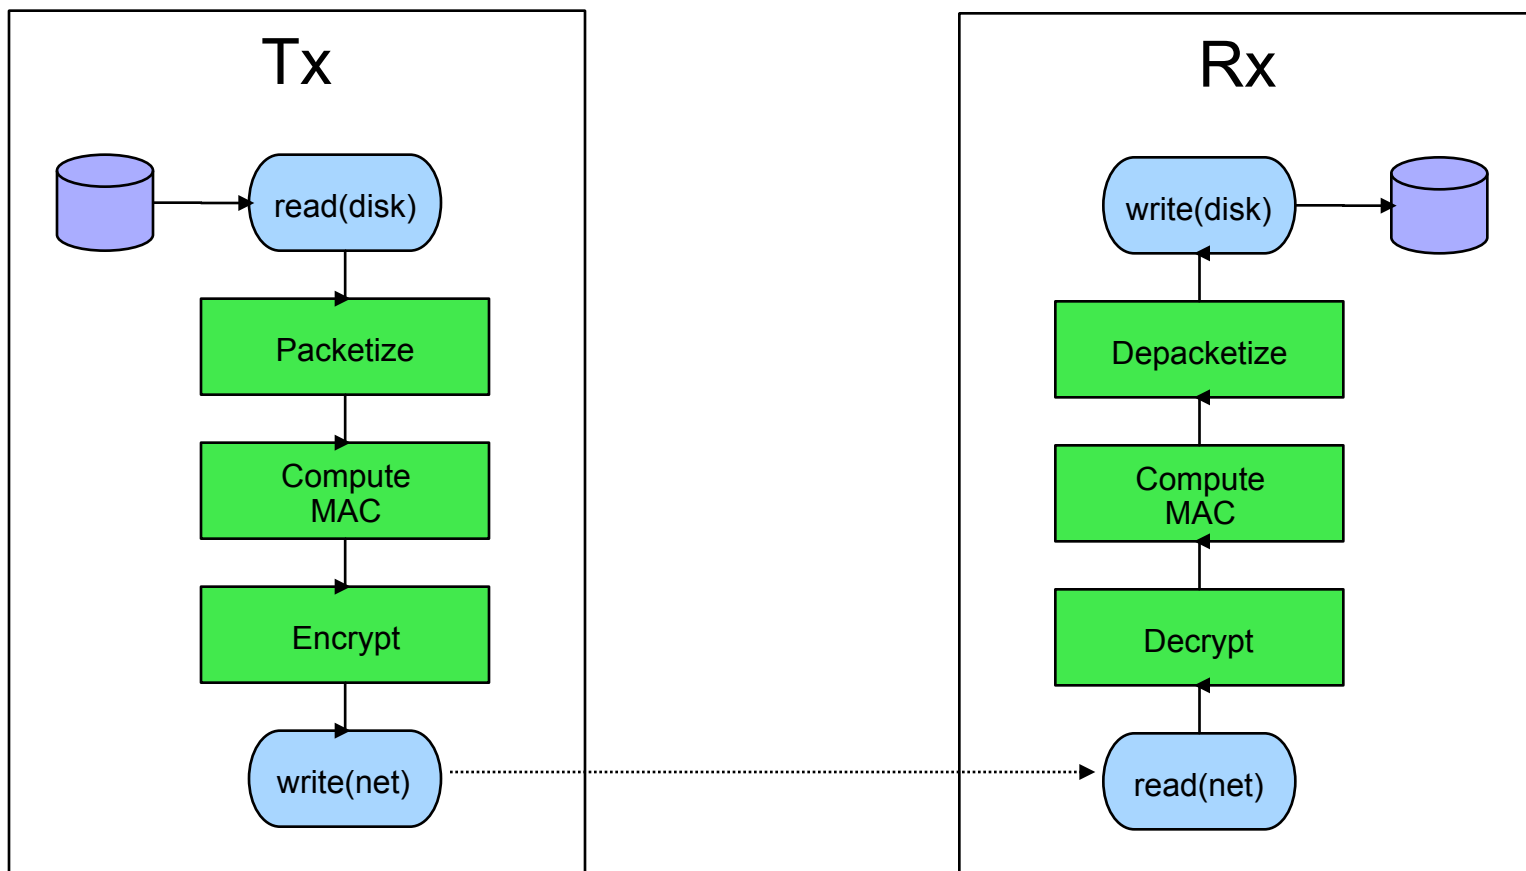 Tx
read(disk)
Packetize
Compute
MAC
Encrypt
write(net)
Rx
write(disk)
Depacketize
Compute
MAC
Decrypt
read(net)